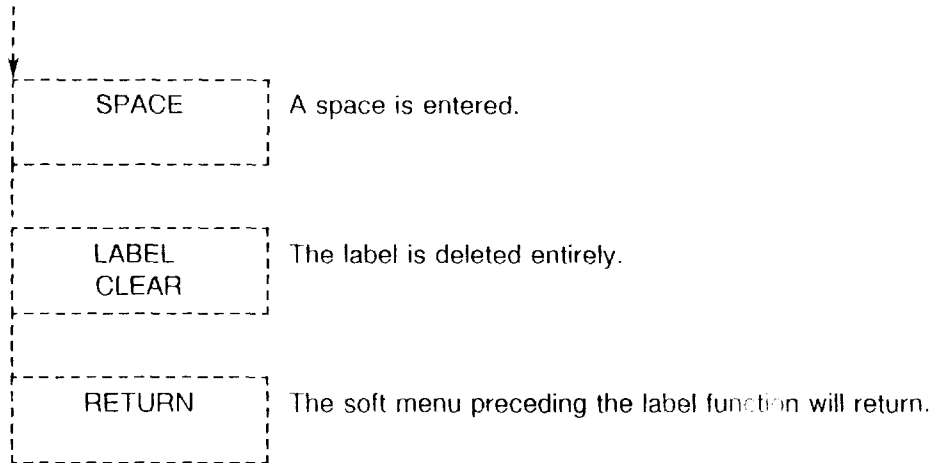 SPACE A space is entered.
LABEL The label is deleted entirely.
CLEAR
RETURN The soft menu preceding the label function will return.